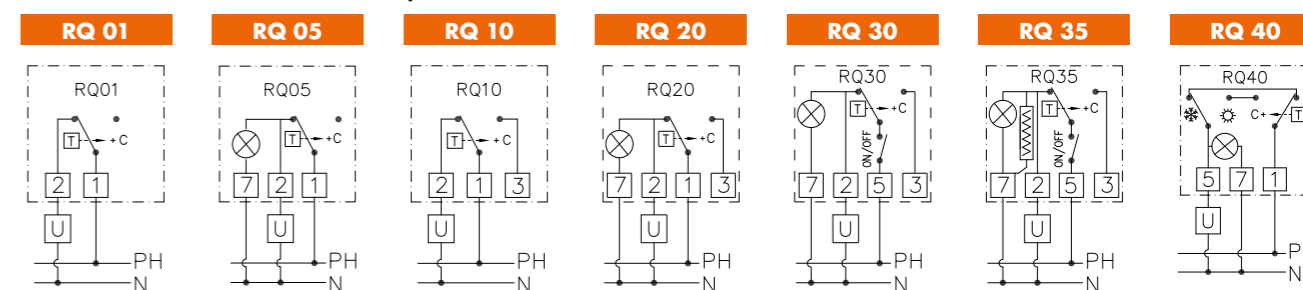 RQ 01 RQ 05 RQ 10 RQ 20 RQ 30 RQ 35 RQ 40
RQ01
T +C
2 1
U
PH
N
RQ05
T +C
7 2 1
U
PH
N
RQ10
T +C
2 1 3
U
PH
N
RQ20
T +C
7 2 1 3
U
PH
N
RQ30
T +C
ON/OFF
7 2 5 3
U
PH
N
RQ35
T +C
ON/OFF
7 2 5 3
U
PH
N
RQ40
C+ T
5 7 1
U
P
N